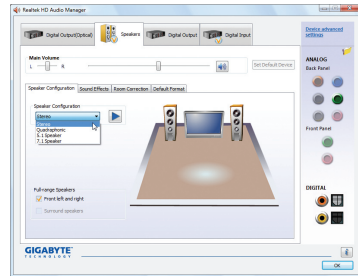 Realtek HD Audio Manager
Digital Output(Optical)
Speakers
Digital Output
Digital Input
Device advanced
settings
Main Volume
L
R
Set Default Device
ANALOG
Back Panel
Speaker Configuration
Sound Effects
Room Correction
Default Format
Speaker Configuration
Stereo
Stereo
Quadraphonic
5.1 Speaker
7.1 Speaker
Front Panel
Full-range Speakers
Front left and right
Surround speakers
DIGITAL
GIGABYTE
TECHNOLOGY
i
OK